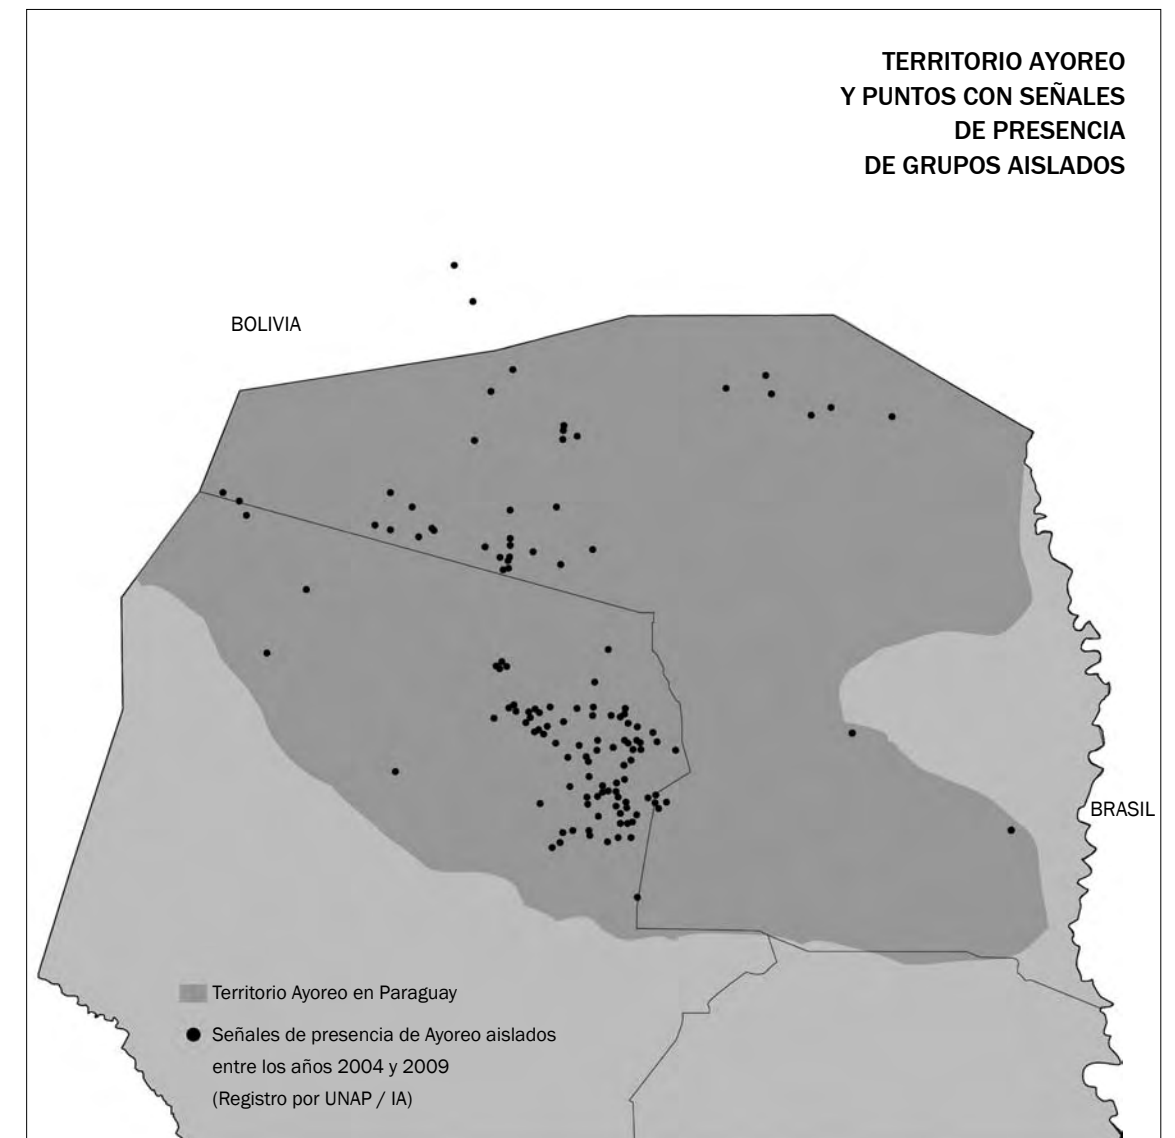 TERRITORIO AYOREO
Y PUNTOS CON SEÑALES
DE PRESENCIA
DE GRUPOS AISLADOS
BOLIVIA
BRASIL
Territorio Ayoreo en Paraguay
Señales de presencia de Ayoreo aislados
entre los años 2004 y 2009
(Registro por UNAP / IA)